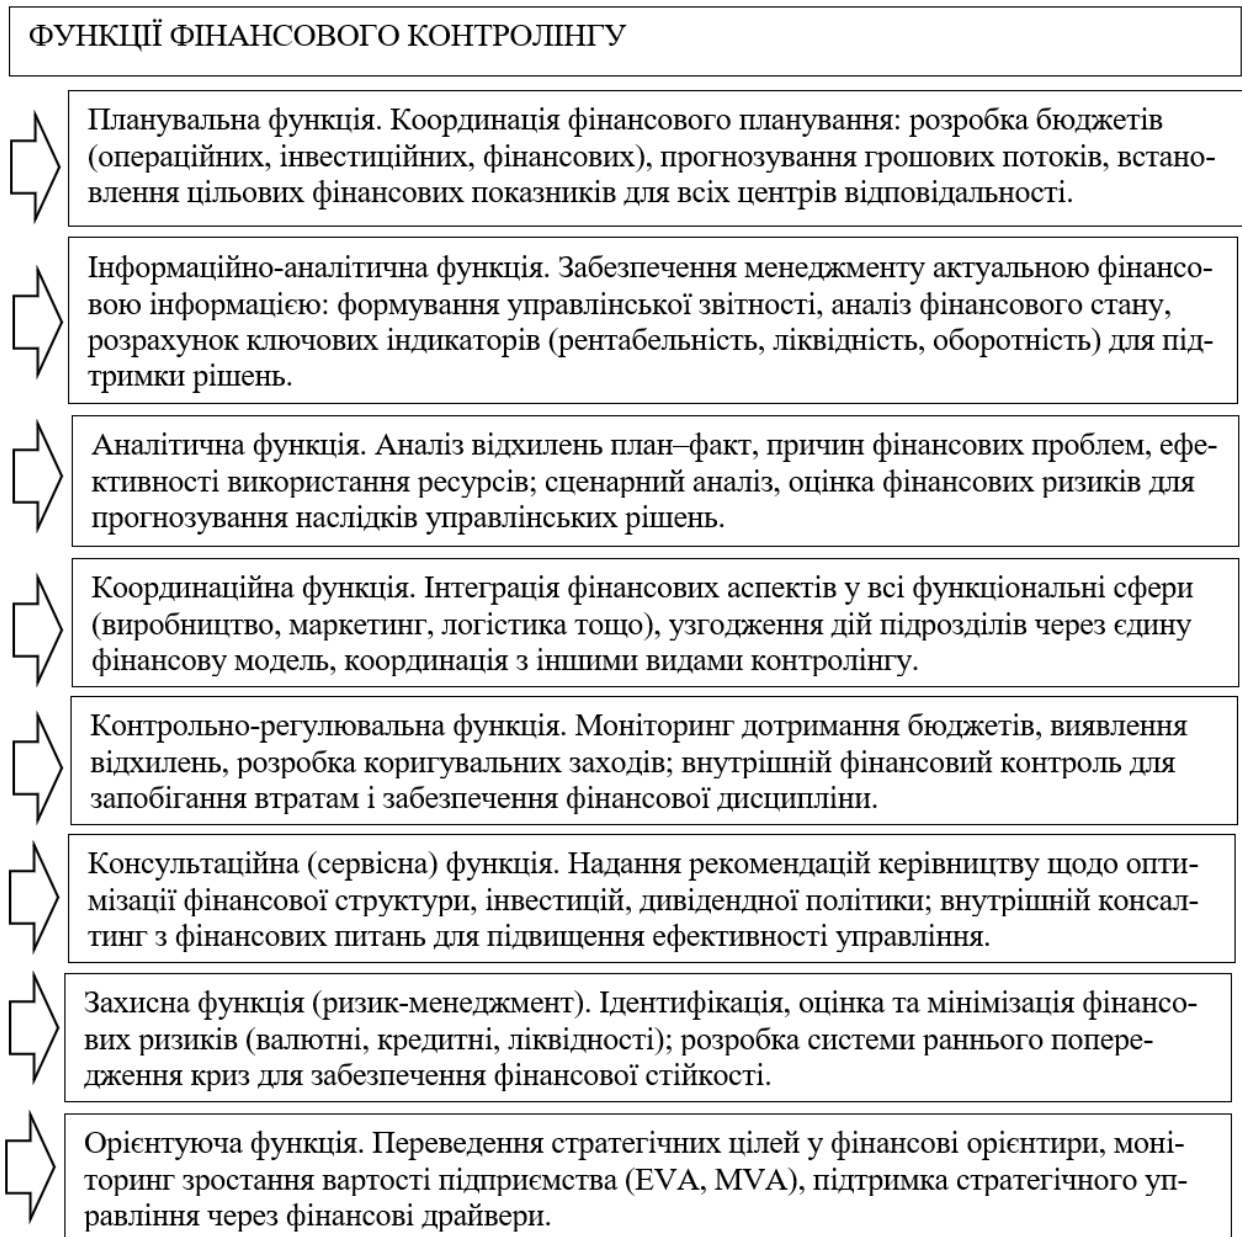 ФУНКЦІЇ ФІНАНСОВОГО КОНТРОЛІНГУ
Планувальна функція. Координація фінансового планування: розробка бюджетів
(операційних, інвестиційних, фінансових), прогнозування грошових потоків, встано-
влення цільових фінансових показників для всіх центрів відповідальності.
Інформаційно-аналітична функція. Забезпечення менеджменту актуальною фінансо-
вою інформацією: формування управлінської звітності, аналіз фінансового стану,
розрахунок ключових індикаторів (рентабельність, ліквідність, оборотність) для під-
тримки рішень.
Аналітична функція. Аналіз відхилень план–факт, причин фінансових проблем, ефе-
ктивності використання ресурсів; сценарний аналіз, оцінка фінансових ризиків для
прогнозування наслідків управлінських рішень.
Координаційна функція. Інтеграція фінансових аспектів у всі функціональні сфери
(виробництво, маркетинг, логістика тощо), узгодження дій підрозділів через єдину
фінансову модель, координація з іншими видами контролінгу.
Контрольно-регулювальна функція. Моніторинг дотримання бюджетів, виявлення
відхилень, розробка коригувальних заходів; внутрішній фінансовий контроль для
запобігання втратам і забезпечення фінансової дисципліни.
Консультаційна (сервісна) функція. Надання рекомендацій керівництву щодо опти-
мізації фінансової структури, інвестицій, дивідендної політики; внутрішній консал-
тинг з фінансових питань для підвищення ефективності управління.
Захисна функція (ризик-менеджмент). Ідентифікація, оцінка та мінімізація фінансо-
вих ризиків (валютні, кредитні, ліквідності); розробка системи раннього попере-
дження криз для забезпечення фінансової стійкості.
Орієнтуюча функція. Переведення стратегічних цілей у фінансові орієнтири, моні-
торинг зростання вартості підприємства (EVA, MVA), підтримка стратегічного уп-
равління через фінансові драйвери.